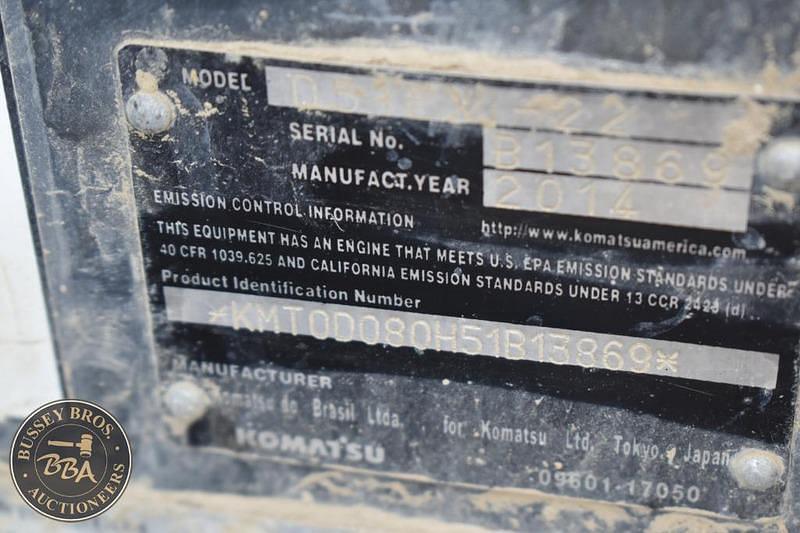 MODEL D51EX-22
SERIAL No. B13869
MANUFACT.YEAR 2014
EMISSION CONTROL INFORMATION http://www.komatsuamerica.com
THIS EQUIPMENT HAS AN ENGINE THAT MEETS U.S. EPA EMISSION STANDARDS UNDER
40 CFR 1039.625 AND CALIFORNIA EMISSION STANDARDS UNDER 13 CCR 2423 (d).
Product Identification Number
*KMT0D080H51B13869*
MANUFACTURER
Komatsu do Brasil Ltda. for Komatsu Ltd. Tokyo, Japan
KOMATSU
09601-17050
BUSSEY BROS.
BBA
AUCTIONEERS